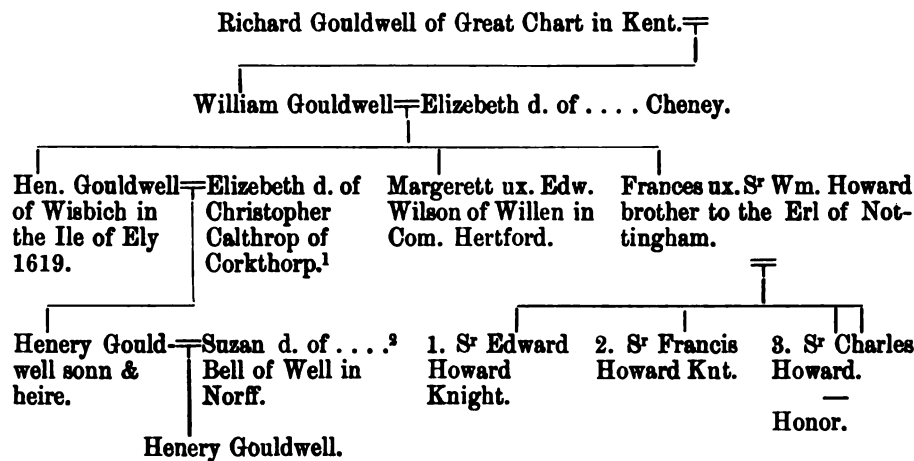 Richard Gouldwell of Great Chart in Kent.
William Gouldwell Elizebeth d. of . . . . Cheney.
Hen. Gouldwell
of Wisbich in
the Ile of Ely
1619.
Elizebeth d. of
Christopher
Calthrop of
Corkthorp.¹
Margerett ux. Edw.
Wilson of Willen in
Com. Hertford.
Frances ux. Sʳ Wm. Howard
brother to the Erl of Not-
tingham.
Henery Gould-
well sonn &
heire.
Suzan d. of . . . .²
Bell of Well in
Norff.
1. Sʳ Edward
Howard
Knight.
2. Sʳ Francis
Howard Knt.
3. Sʳ Charles
Howard.
—
Honor.
Henery Gouldwell.